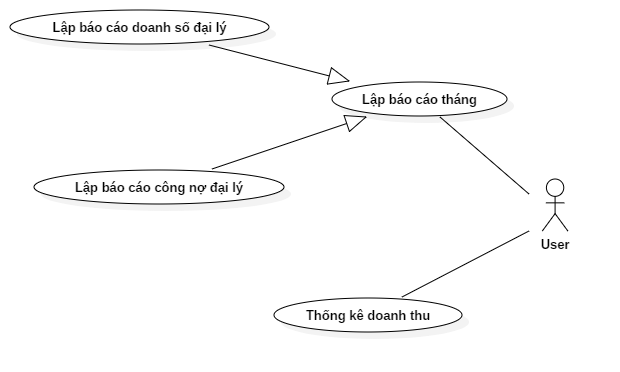 Lập báo cáo doanh số đại lý
Lập báo cáo tháng
Lập báo cáo công nợ đại lý
User
Thống kê doanh thu